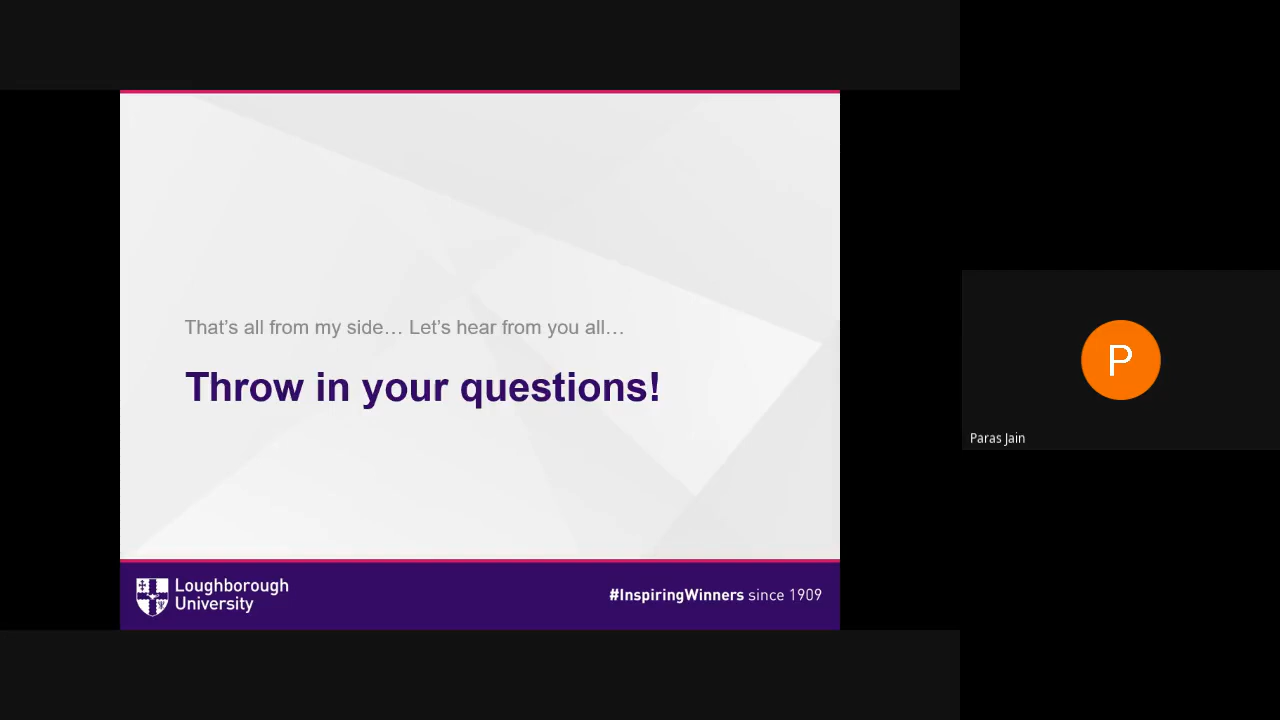 That's all from my side… Let's hear from you all…
Throw in your questions!
Loughborough
University
#InspiringWinners since 1909
P
Paras Jain